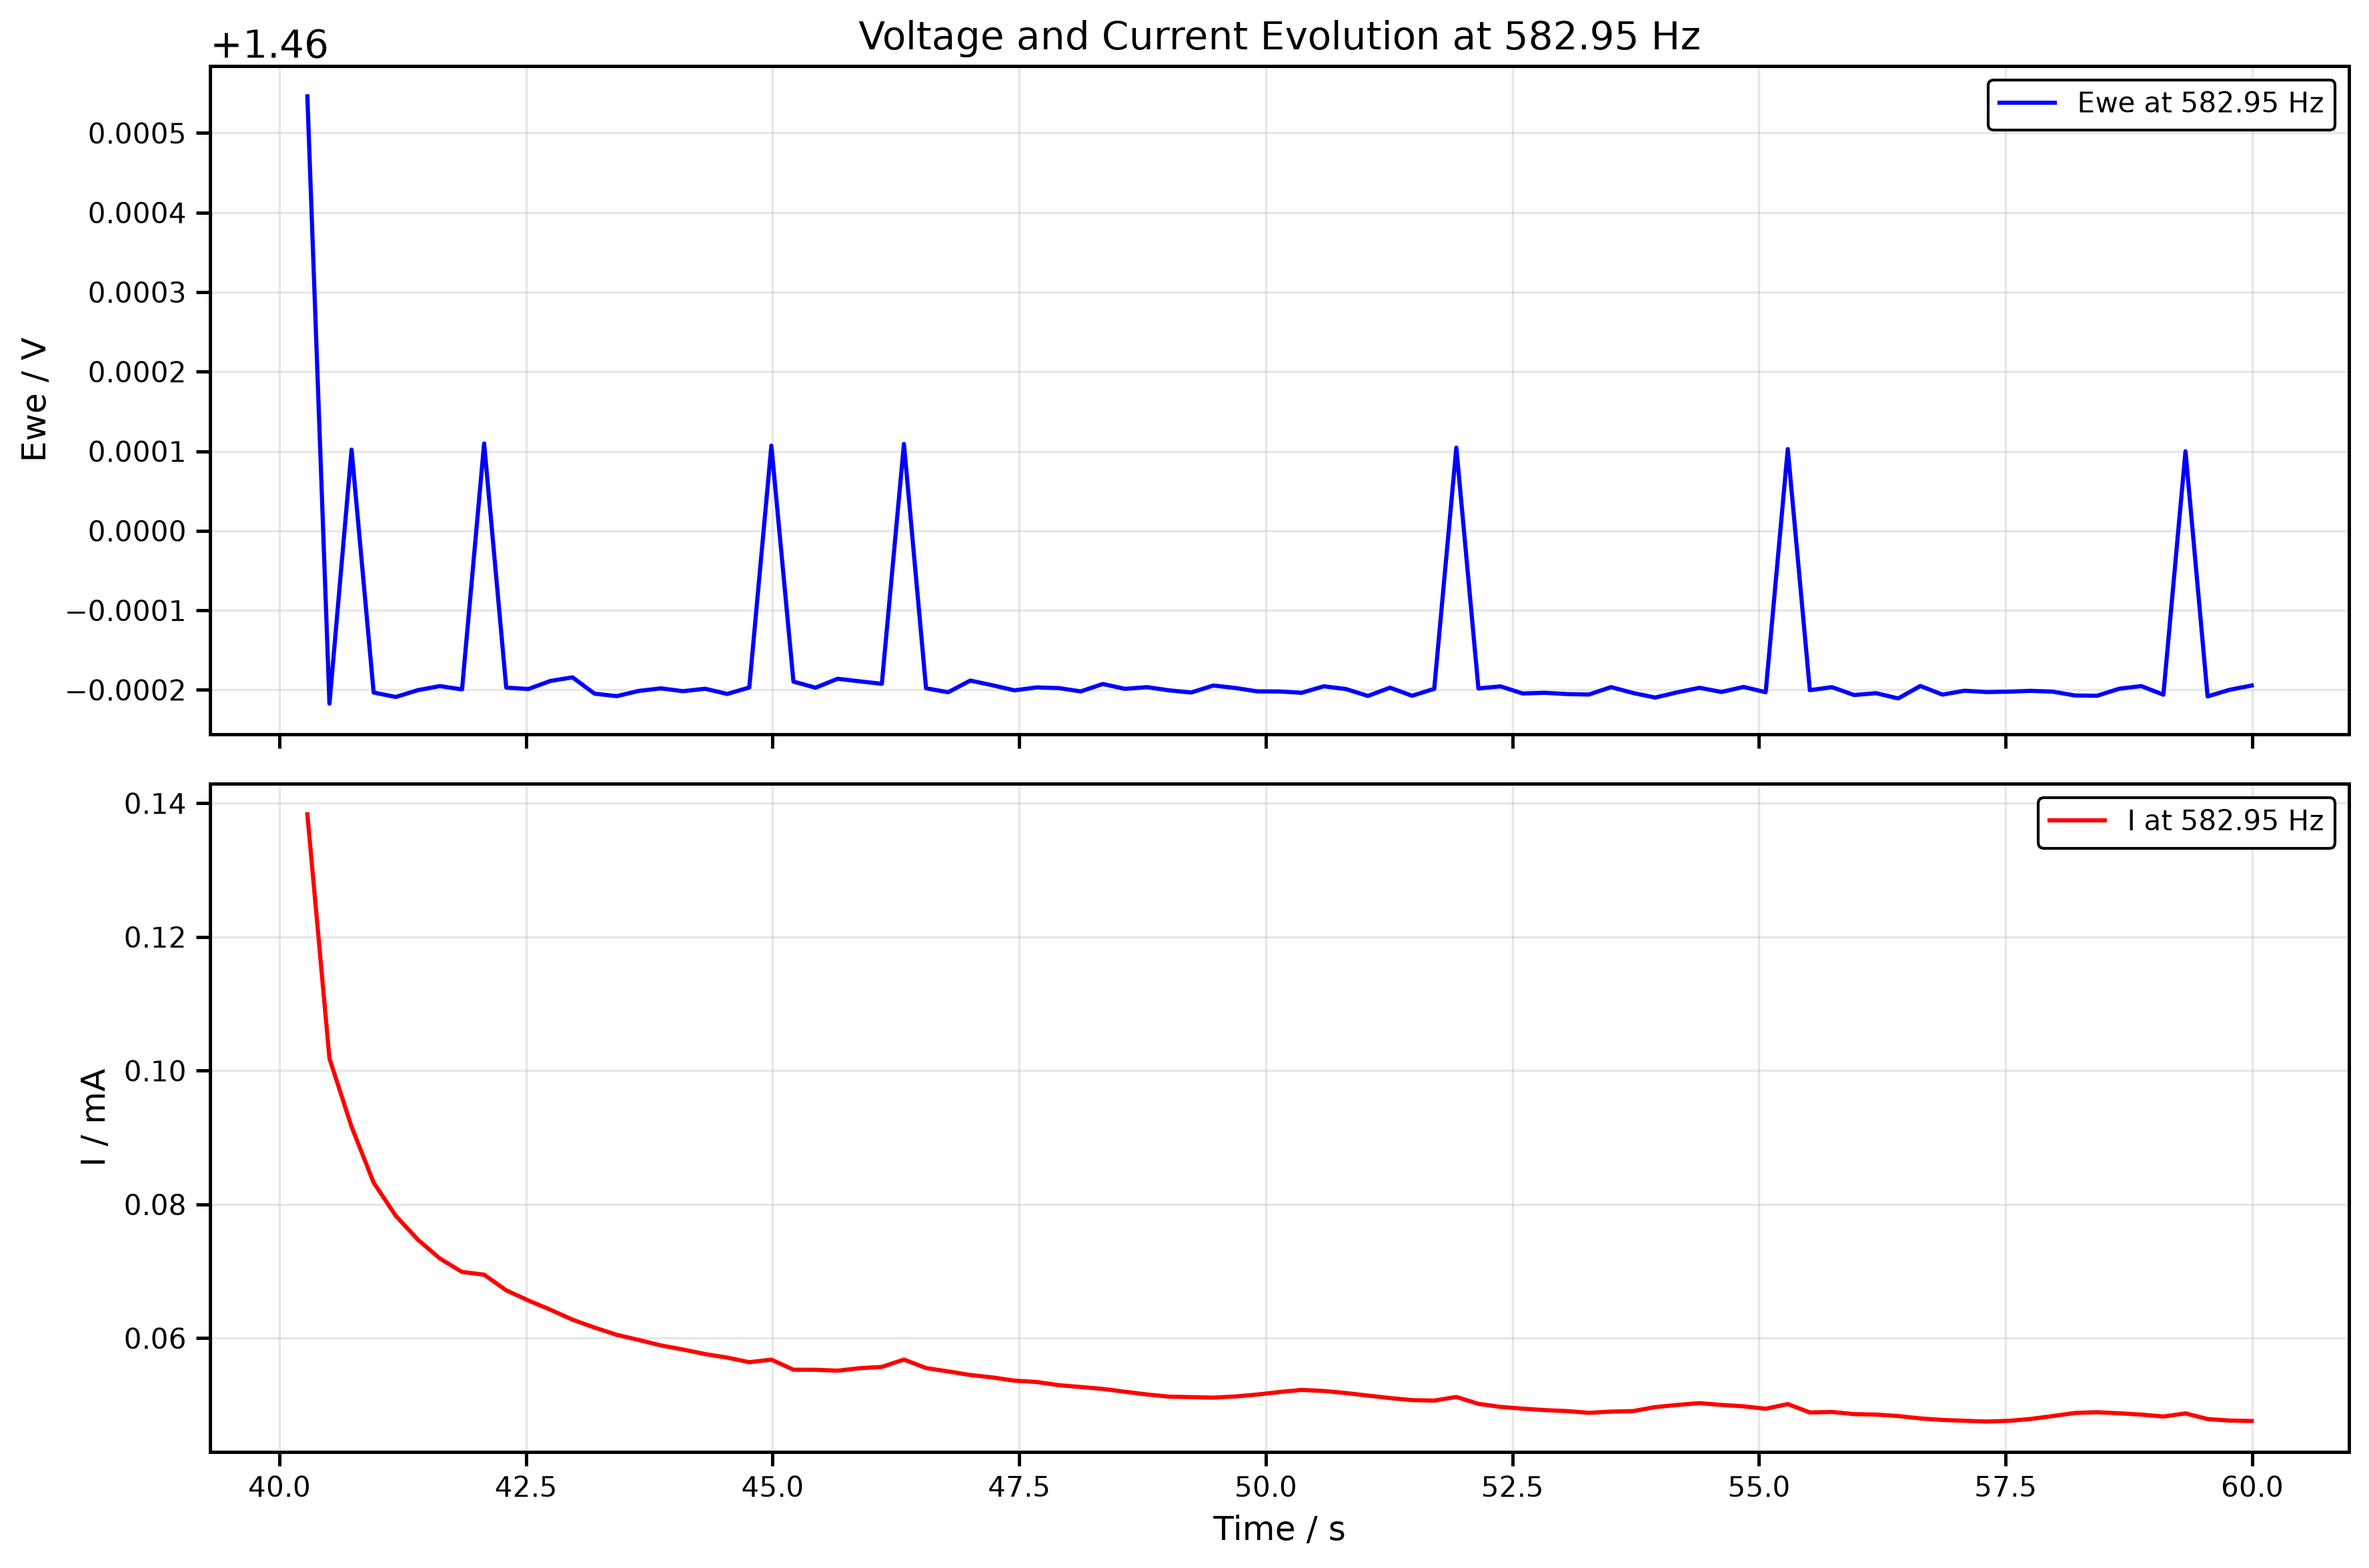 Voltage and Current Evolution at 582.95 Hz
+1.46
Ewe at 582.95 Hz
0.0005
0.0004
0.0003
0.0002
0.0001
0.0000
−0.0001
−0.0002
Ewe / V
I at 582.95 Hz
0.14
0.12
0.10
0.08
0.06
I / mA
40.0 42.5 45.0 47.5 50.0 52.5 55.0 57.5 60.0
Time / s